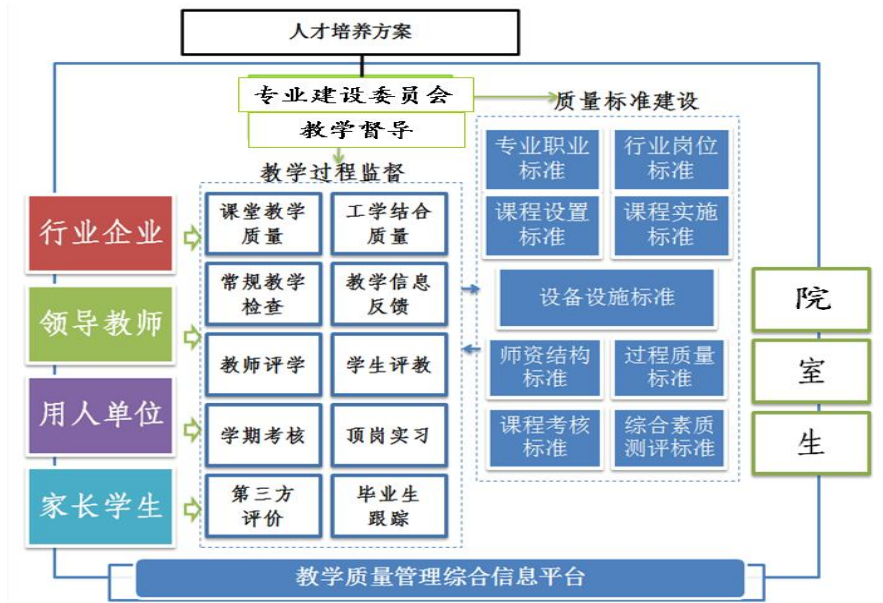 人才培养方案
专业建设委员会
教学督导
质量标准建设
专业职业
标准
行业岗位
标准
课程设置
标准
课程实施
标准
设备设施标准
师资结构
标准
过程质量
标准
课程考核
标准
综合素质
测评标准
教学过程监督
课堂教学
质量
工学结合
质量
常规教学
检查
教学信息
反馈
教师评学
学生评教
学期考核
顶岗实习
第三方
评价
毕业生
跟踪
行业企业
领导教师
用人单位
家长学生
院
室
生
教学质量管理综合信息平台